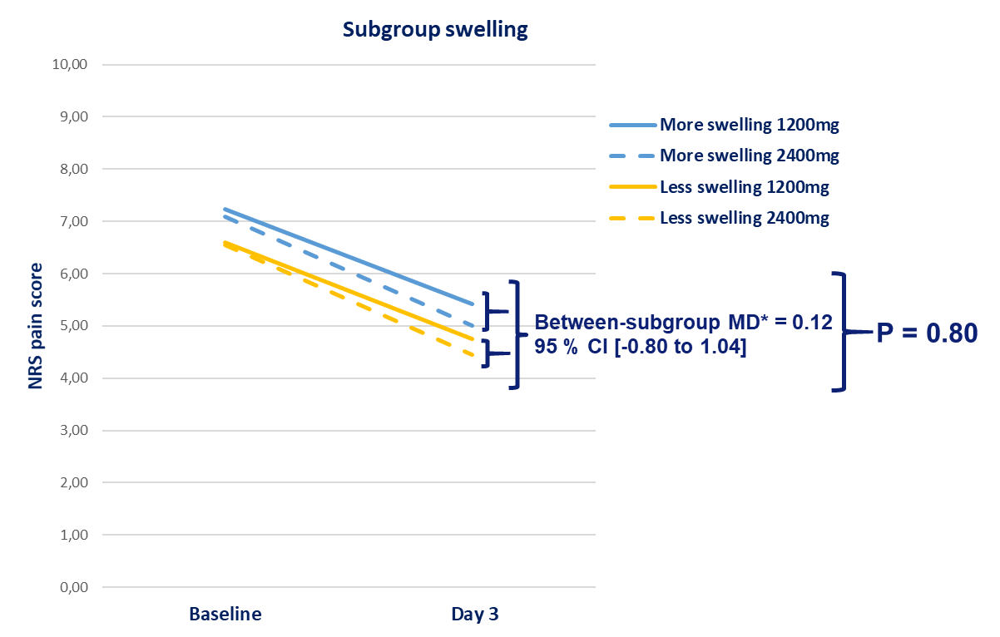 Subgroup swelling
10,00
9,00
8,00
7,00
6,00
5,00
4,00
3,00
2,00
1,00
0,00
NRS pain score
Baseline
Day 3
More swelling 1200mg
More swelling 2400mg
Less swelling 1200mg
Less swelling 2400mg
Between-subgroup MD* = 0.12
95 % CI [-0.80 to 1.04]
P = 0.80